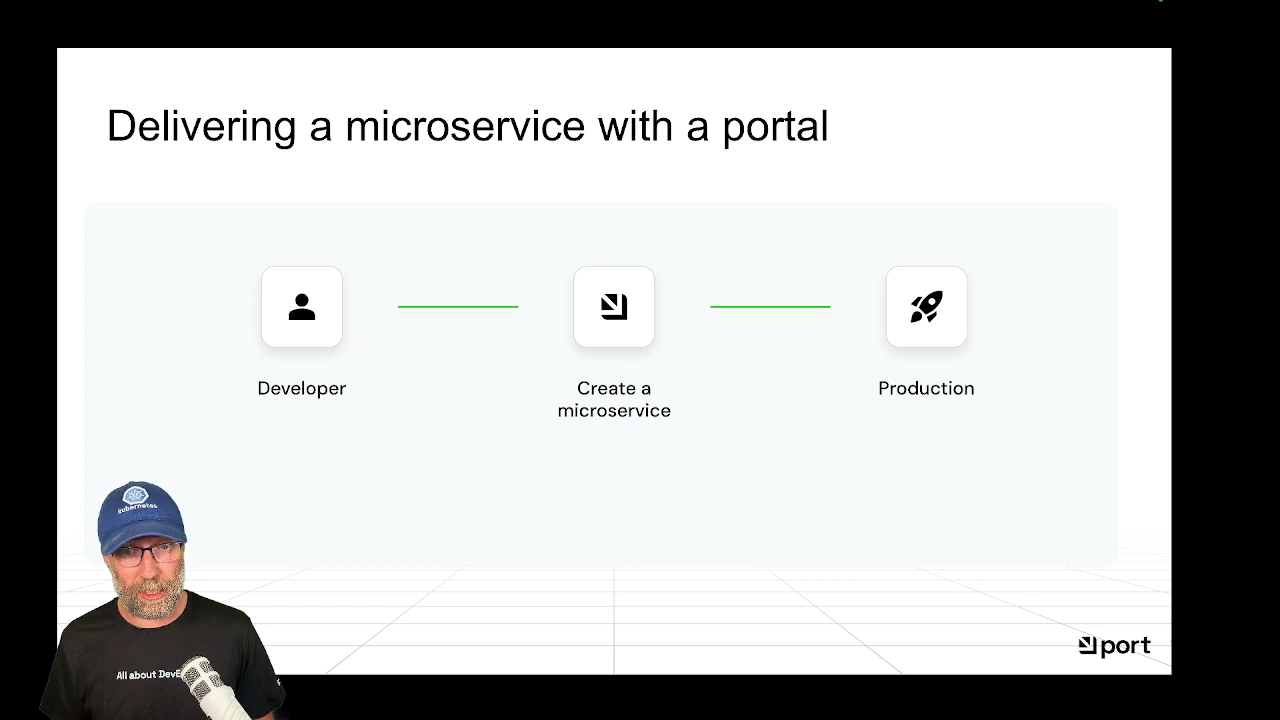 Delivering a microservice with a portal
Developer
Create a
microservice
Production
kubernetes
All about DevE
port